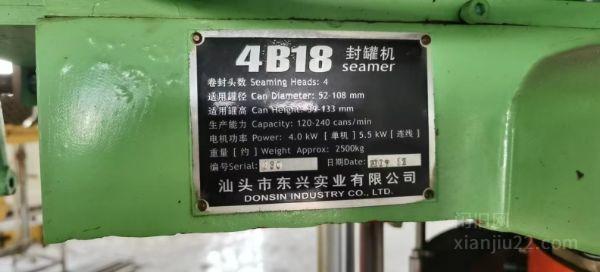 4B18 封罐机
seamer
卷封头数 Seaming Heads: 4
适用罐径 Can Diameter: 52-108 mm
适用罐高 Can Height: 39-133 mm
生产能力 Capacity: 120-240 cans/min
电机功率 Power: 4.0 kW [单机] 5.5 kW [连线]
重量 [约] Weight Approx: 2500kg
编号Serial: 日期Date:
汕头市东兴实业有限公司
DONSIN INDUSTRY CO., LTD.
xianjiu22.com